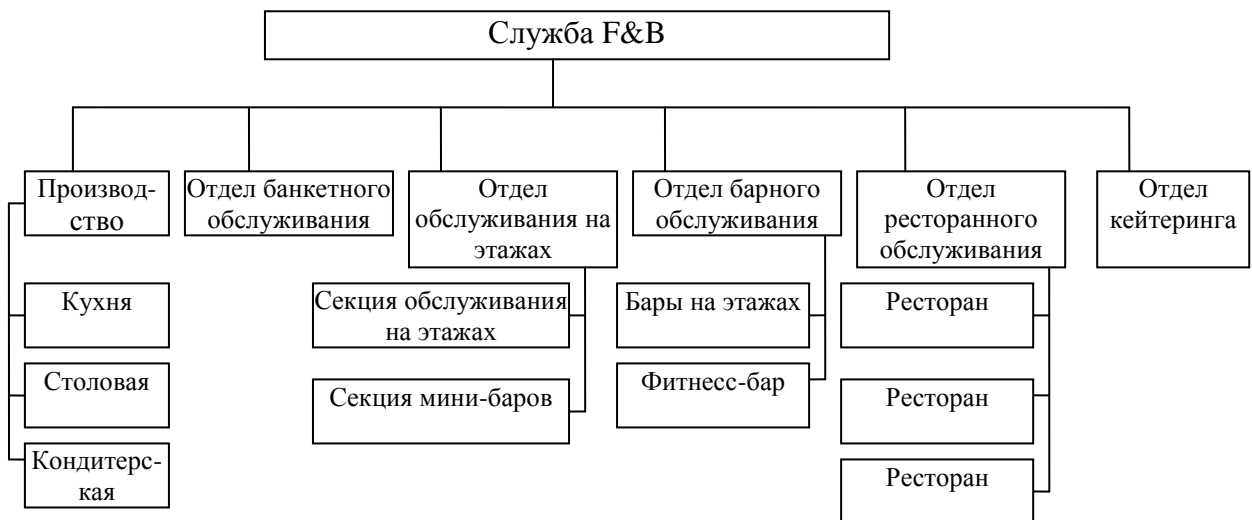 Служба F&B
Производ-
ство
Отдел банкетного
обслуживания
Отдел
обслуживания на
этажах
Отдел барного
обслуживания
Отдел
ресторанного
обслуживания
Отдел
кейтеринга
Кухня
Столовая
Кондитерс-
кая
Секция обслуживания
на этажах
Секция мини-баров
Бары на этажах
Фитнесс-бар
Ресторан
Ресторан
Ресторан